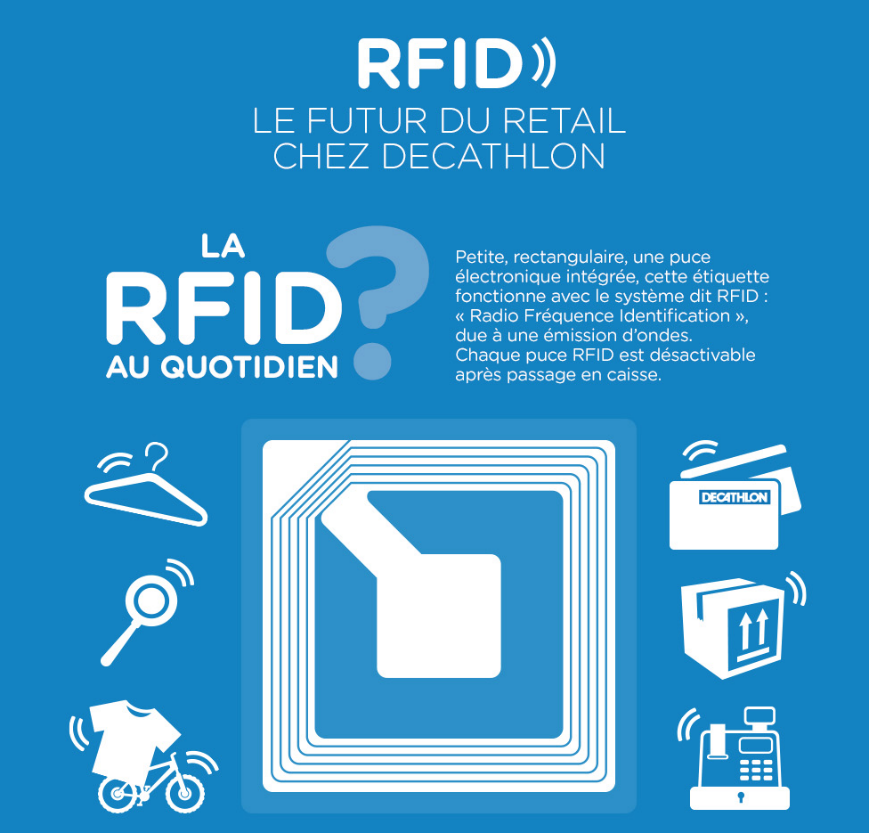 RFID
LE FUTUR DU RETAIL
CHEZ DECATHLON
LA
RFID
AU QUOTIDIEN
?
Petite, rectangulaire, une puce
électronique intégrée, cette étiquette
fonctionne avec le système dit RFID :
« Radio Fréquence Identification »,
due à une émission d'ondes.
Chaque puce RFID est désactivable
après passage en caisse.
DECATHLON